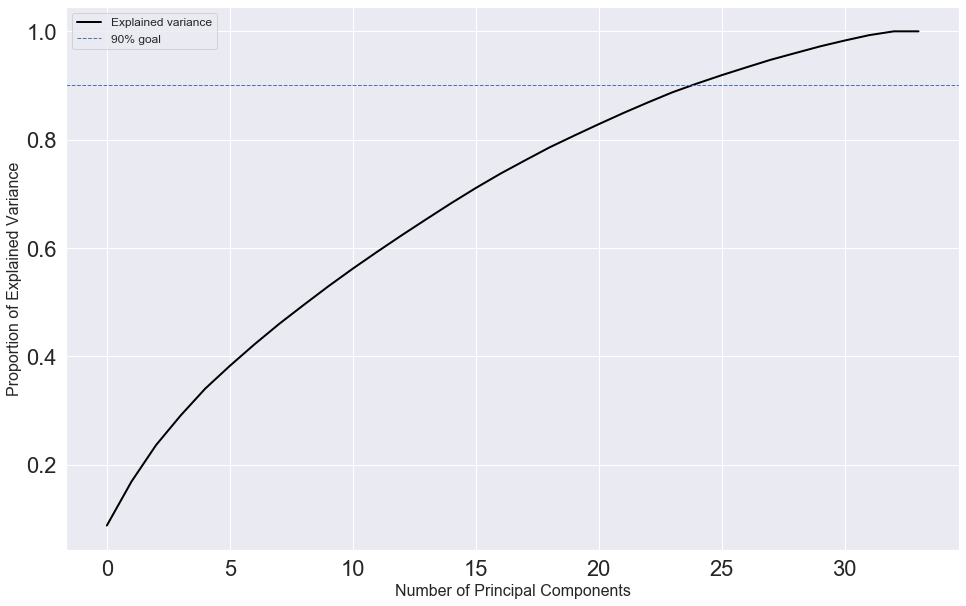 Explained variance
90% goal
1.0
0.8
0.6
0.4
0.2
Proportion of Explained Variance
0 5 10 15 20 25 30
Number of Principal Components